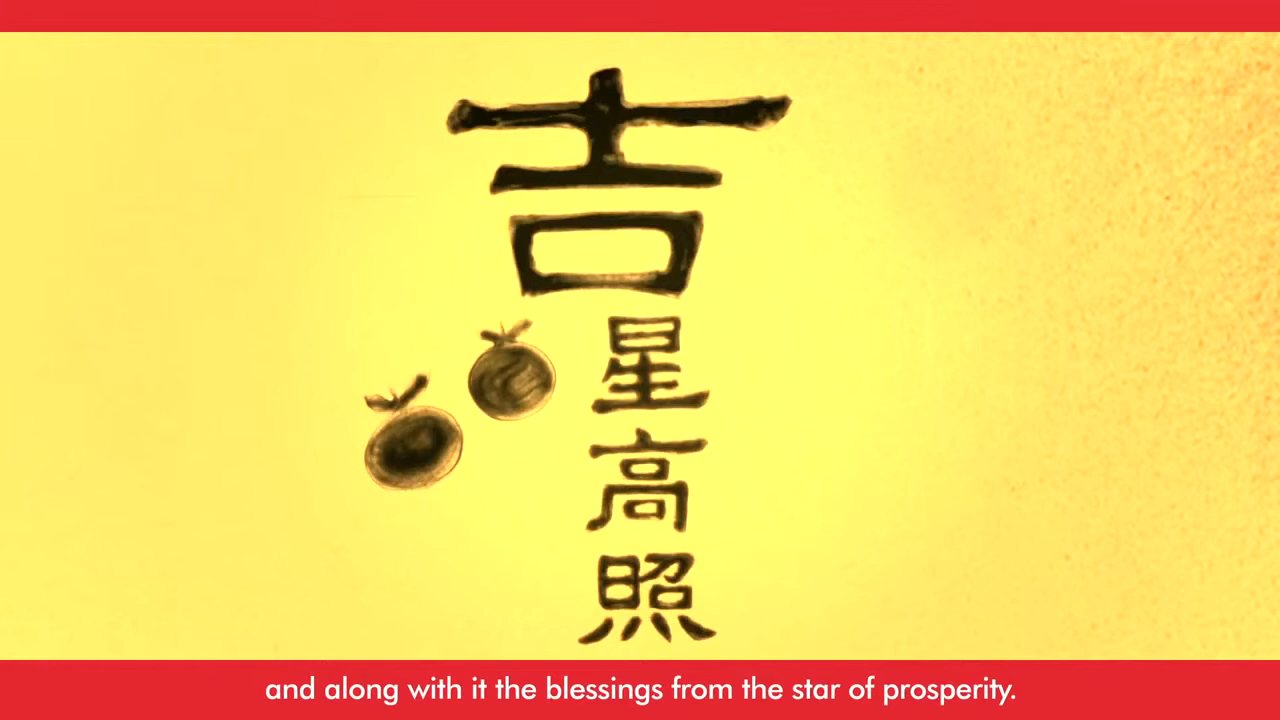 吉星高照
and along with it the blessings from the star of prosperity.